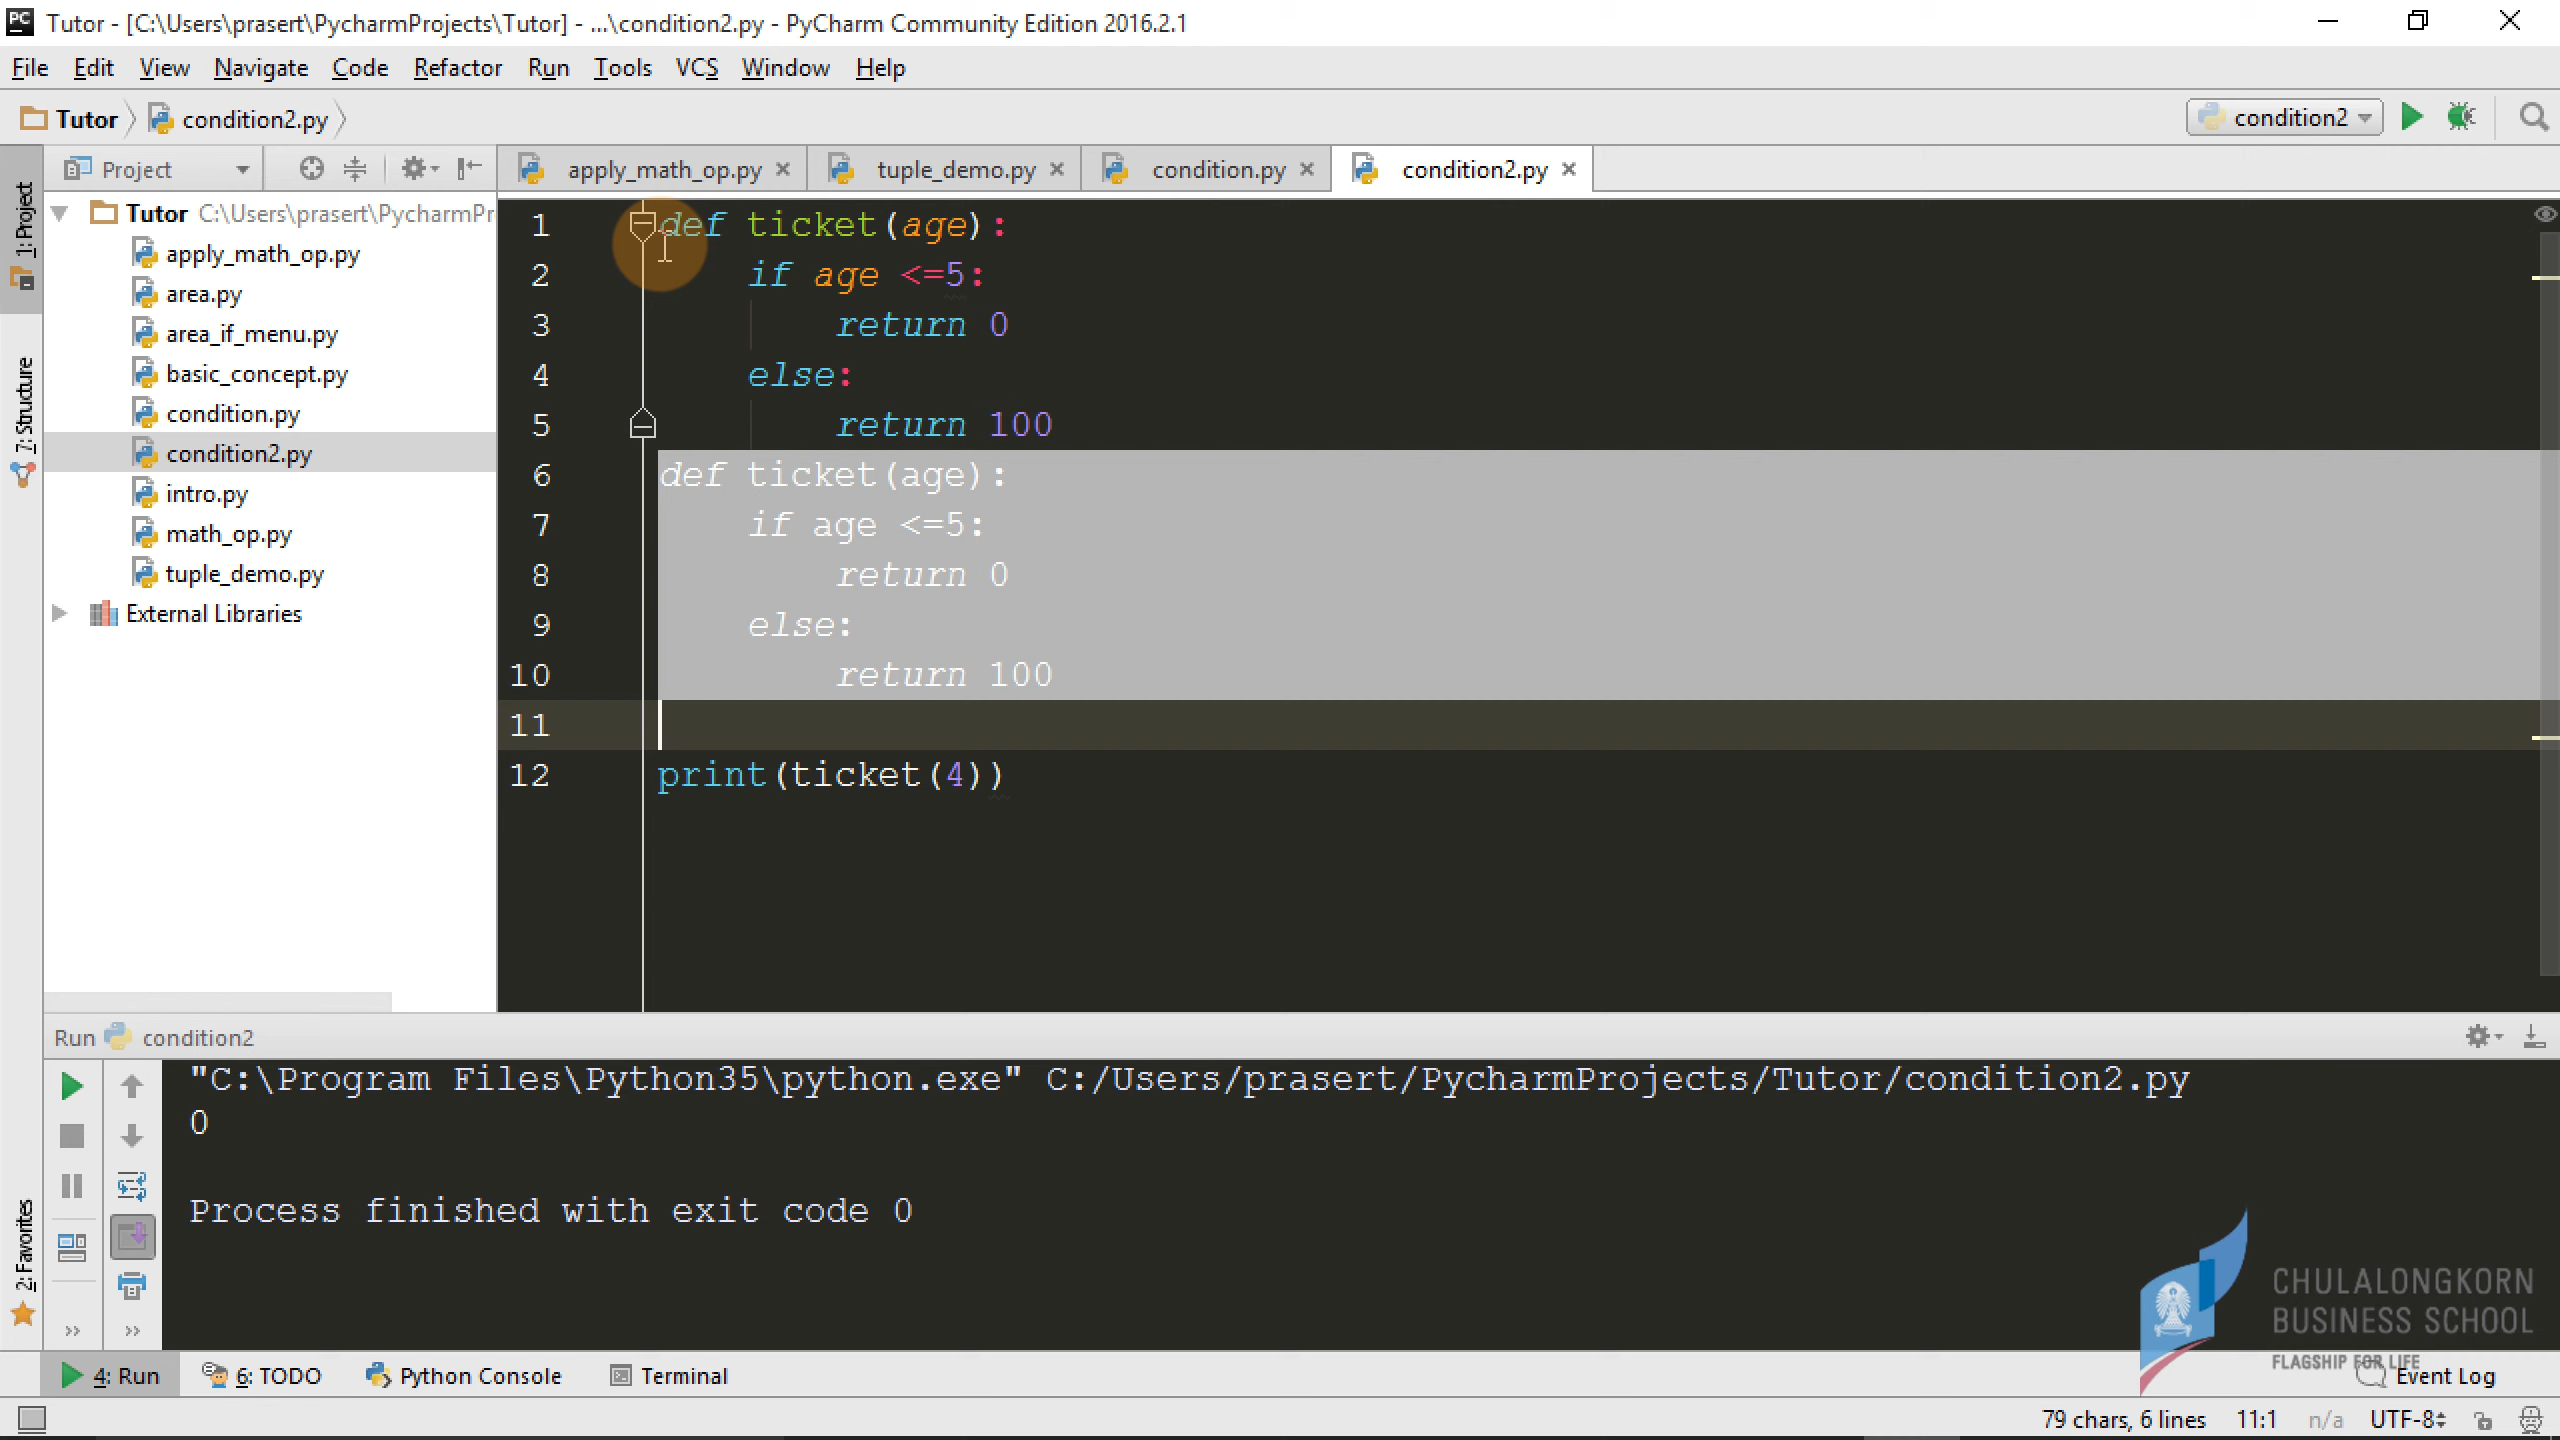 Tutor - [C:\Users\prasert\PycharmProjects\Tutor] - ...\condition2.py - PyCharm Community Edition 2016.2.1
File Edit View Navigate Code Refactor Run Tools VCS Window Help
Tutor condition2.py
condition2
1: Project
7: Structure
2: Favorites
Project
Tutor C:\Users\prasert\PycharmPr
apply_math_op.py
area.py
area_if_menu.py
basic_concept.py
condition.py
condition2.py
intro.py
math_op.py
tuple_demo.py
External Libraries
apply_math_op.py tuple_demo.py condition.py condition2.py
1 def ticket(age):
2 if age <=5:
3 return 0
4 else:
5 return 100
6 def ticket(age):
7 if age <=5:
8 return 0
9 else:
10 return 100
11
12 print(ticket(4))
Run condition2
"C:\Program Files\Python35\python.exe" C:/Users/prasert/PycharmProjects/Tutor/condition2.py
0
Process finished with exit code 0
CHULALONGKORN
BUSINESS SCHOOL
FLAGSHIP FOR LIFE
4: Run 6: TODO Python Console Terminal Event Log
79 chars, 6 lines 11:1 n/a UTF-8